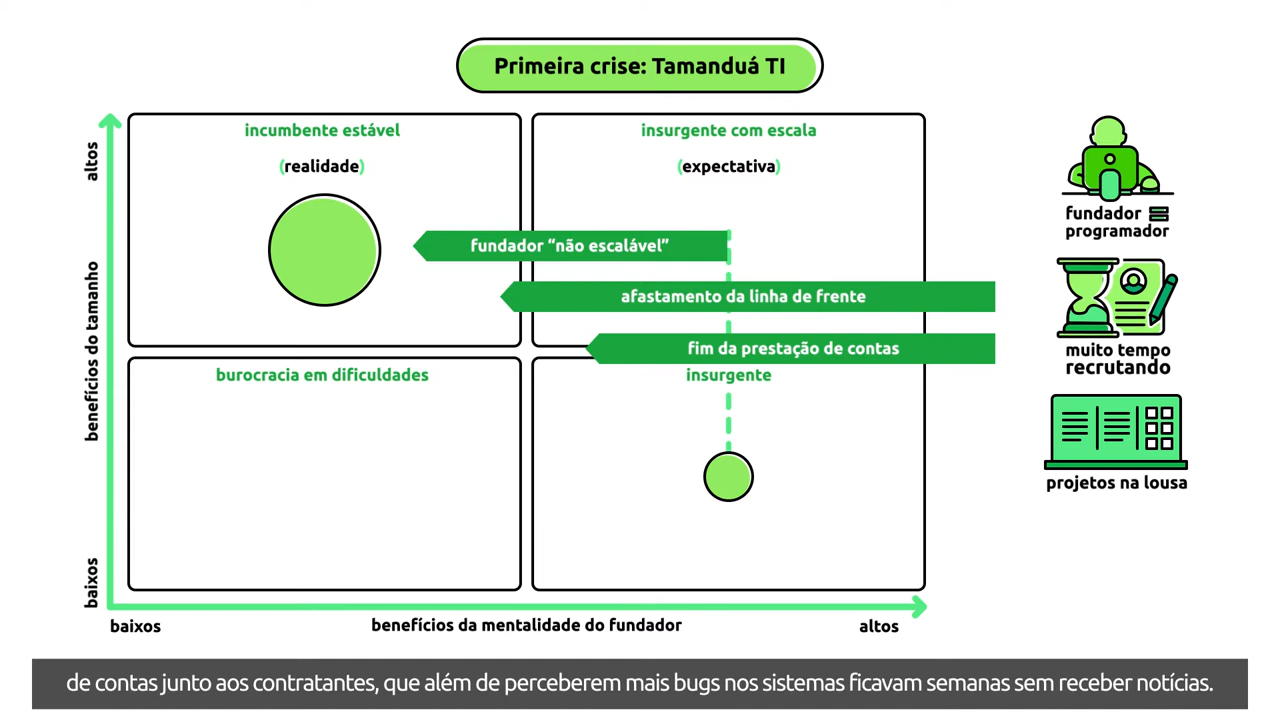 Primeira crise: Tamanduá TI
incumbente estável
(realidade)
insurgente com escala
(expectativa)
fundador “não escalável”
afastamento da linha de frente
fim da prestação de contas
burocracia em dificuldades
insurgente
altos
benefícios do tamanho
baixos
baixos
benefícios da mentalidade do fundador
altos
fundador
programador
muito tempo
recrutando
projetos na lousa
de contas junto aos contratantes, que além de perceberem mais bugs nos sistemas ficavam semanas sem receber notícias.